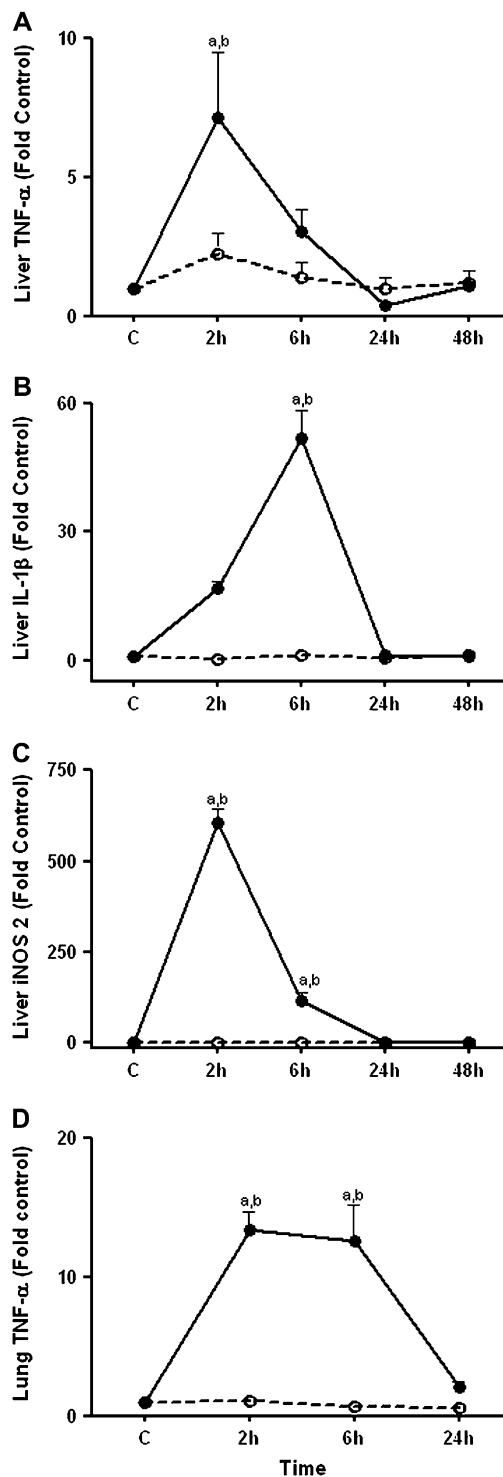 A
Liver TNF-α (Fold Control)
10
5
0
a,b
C 2h 6h 24h 48h
B
Liver IL-1β (Fold Control)
60
30
0
a,b
C 2h 6h 24h 48h
C
Liver iNOS 2 (Fold Control)
750
500
250
0
a,b
a,b
C 2h 6h 24h 48h
D
Lung TNF-α (Fold control)
20
10
0
a,b a,b
C 2h 6h 24h
Time